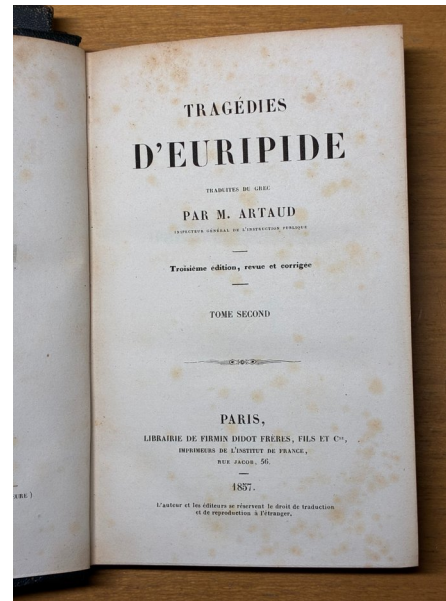 TRAGÉDIES
D'EURIPIDE
TRADUITES DU GREC
PAR M. ARTAUD
INSPECTEUR GÉNÉRAL DE L'INSTRUCTION PUBLIQUE
Troisième édition, revue et corrigée
TOME SECOND
PARIS,
LIBRAIRIE DE FIRMIN DIDOT FRÈRES, FILS ET Cie,
IMPRIMEURS DE L'INSTITUT DE FRANCE,
RUE JACOB, 56.
1857.
L'auteur et les éditeurs se réservent le droit de traduction
et de reproduction à l'étranger.